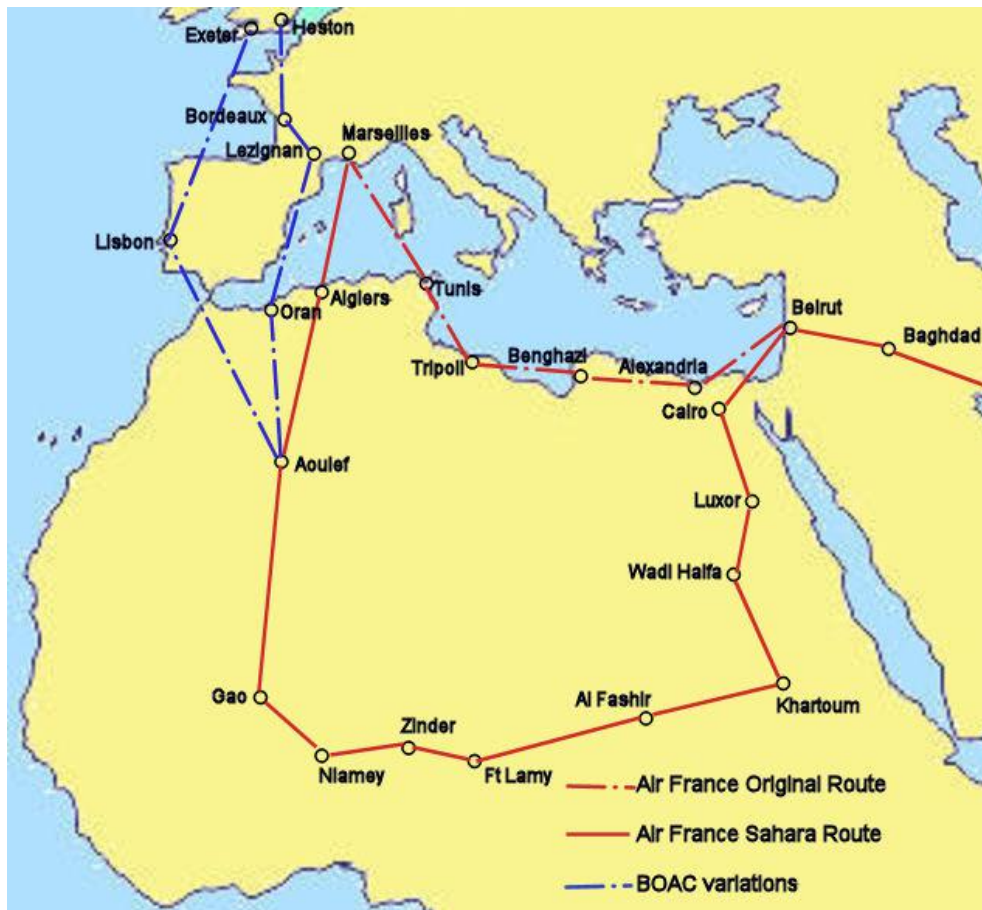 Exeter
Heston
Bordeaux
Marseilles
Lezignan
Lisbon
Oran
Algiers
Tunis
Beirut
Baghdad
Tripoli
Benghazi
Alexandria
Cairo
Aoulef
Luxor
Wadi Halfa
Gao
Al Fashir
Khartoum
Zinder
Niamey
Ft Lamy
Air France Original Route
Air France Sahara Route
BOAC variations